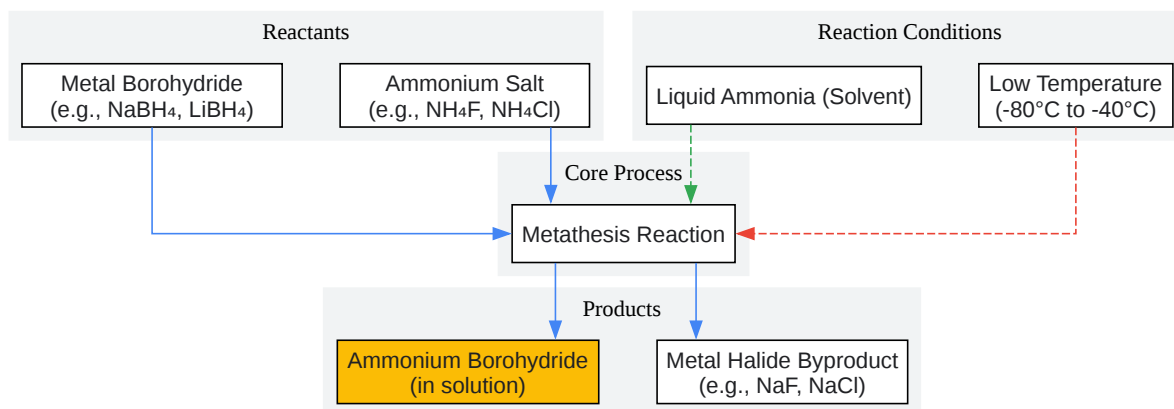 Reactants
Reaction Conditions
Metal Borohydride
(e.g., NaBH₄, LiBH₄)
Ammonium Salt
(e.g., NH₄F, NH₄Cl)
Liquid Ammonia (Solvent)
Low Temperature
(-80°C to -40°C)
Core Process
Metathesis Reaction
Products
Ammonium Borohydride
(in solution)
Metal Halide Byproduct
(e.g., NaF, NaCl)